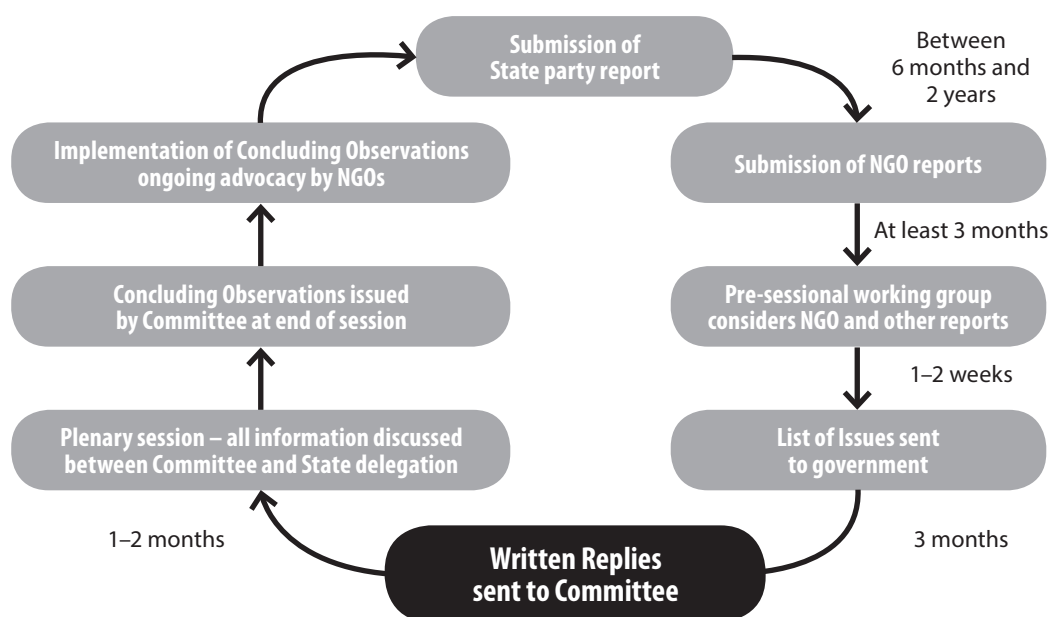 Submission of
State party report
Between
6 months and
2 years
Submission of NGO reports
At least 3 months
Pre-sessional working group
considers NGO and other reports
1–2 weeks
List of Issues sent
to government
3 months
Written Replies
sent to Committee
1–2 months
Plenary session – all information discussed
between Committee and State delegation
Concluding Observations issued
by Committee at end of session
Implementation of Concluding Observations
ongoing advocacy by NGOs